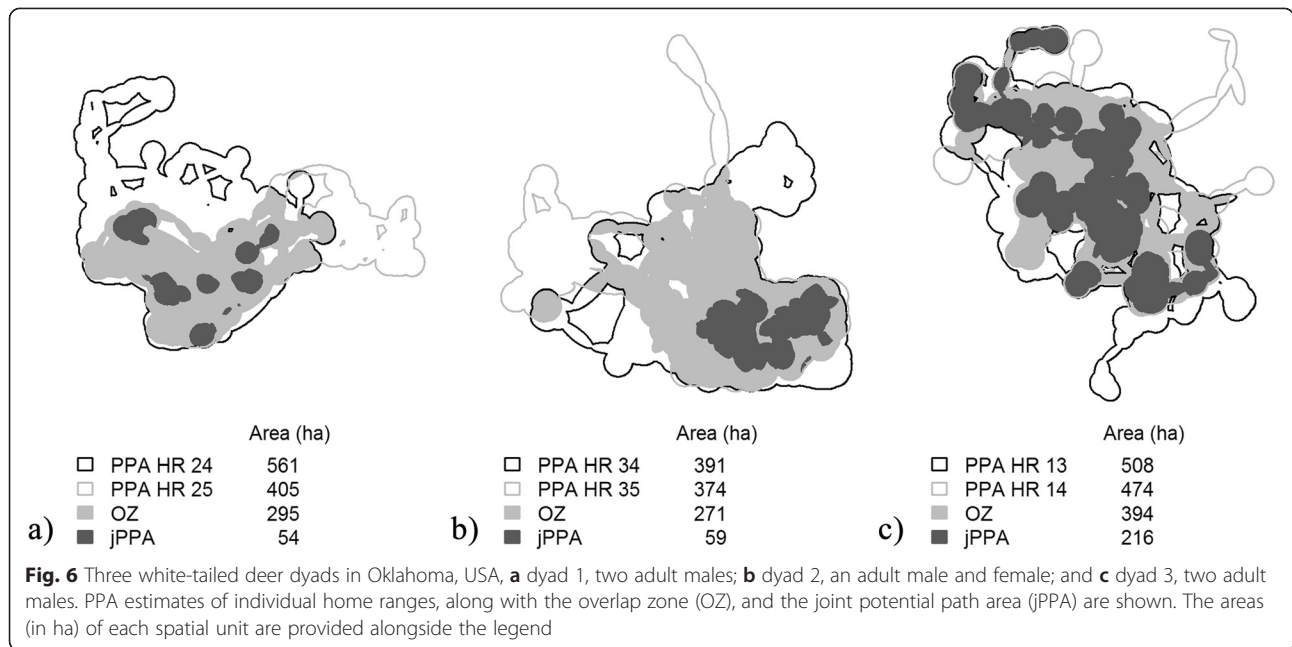 Area (ha)
PPA HR 24 561
PPA HR 25 405
OZ 295
a) jPPA 54
Area (ha)
PPA HR 34 391
PPA HR 35 374
OZ 271
b) jPPA 59
Area (ha)
PPA HR 13 508
PPA HR 14 474
OZ 394
c) jPPA 216
Fig. 6 Three white-tailed deer dyads in Oklahoma, USA, a dyad 1, two adult males; b dyad 2, an adult male and female; and c dyad 3, two adult
males. PPA estimates of individual home ranges, along with the overlap zone (OZ), and the joint potential path area (jPPA) are shown. The areas
(in ha) of each spatial unit are provided alongside the legend